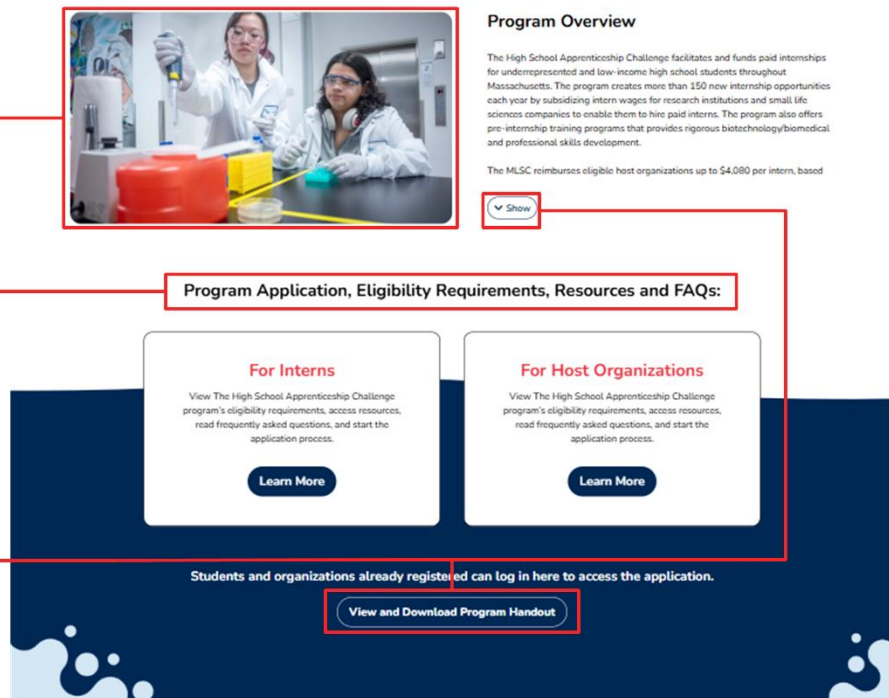 Program Overview
The High School Apprenticeship Challenge facilitates and funds paid internships
for underrepresented and low-income high school students throughout
Massachusetts. The program creates more than 150 new internship opportunities
each year by subsidizing intern wages for research institutions and small life
sciences companies to enable them to hire paid interns. The program also offers
pre-internship training programs that provides rigorous biotechnology/biomedical
and professional skills development.
The MLSC reimburses eligible host organizations up to $4,080 per intern, based
Show
Program Application, Eligibility Requirements, Resources and FAQs:
For Interns
View The High School Apprenticeship Challenge
program's eligibility requirements, access resources,
read frequently asked questions, and start the
application process.
Learn More
For Host Organizations
View The High School Apprenticeship Challenge
program's eligibility requirements, access resources,
read frequently asked questions, and start the
application process.
Learn More
Students and organizations already registered can log in here to access the application.
View and Download Program Handout